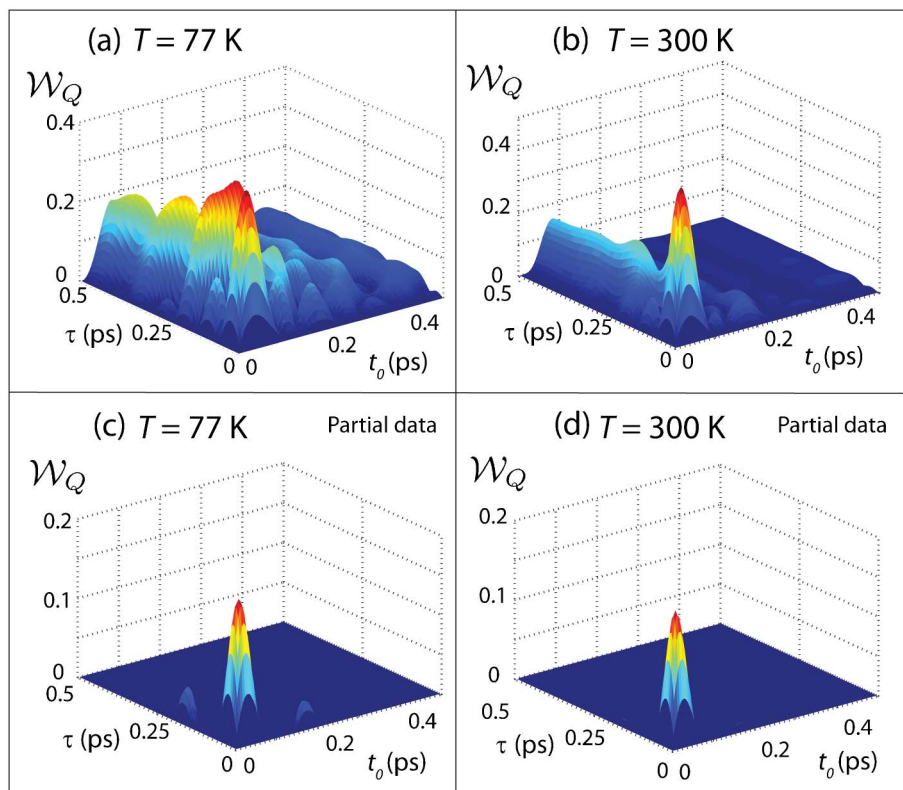 (a) T = 77 K
𝒲_Q
0.4
0.2
0
0.5
τ (ps) 0.25
0 0
0.2
0.4
t₀ (ps)
(b) T = 300 K
𝒲_Q
0.4
0.2
0
0.5
τ (ps) 0.25
0 0
0.2
0.4
t₀ (ps)
(c) T = 77 K Partial data
𝒲_Q
0.2
0.1
0
0.5
τ (ps) 0.25
0 0
0.2
0.4
t₀ (ps)
(d) T = 300 K Partial data
𝒲_Q
0.2
0.1
0
0.5
τ (ps) 0.25
0 0
0.2
0.4
t₀ (ps)